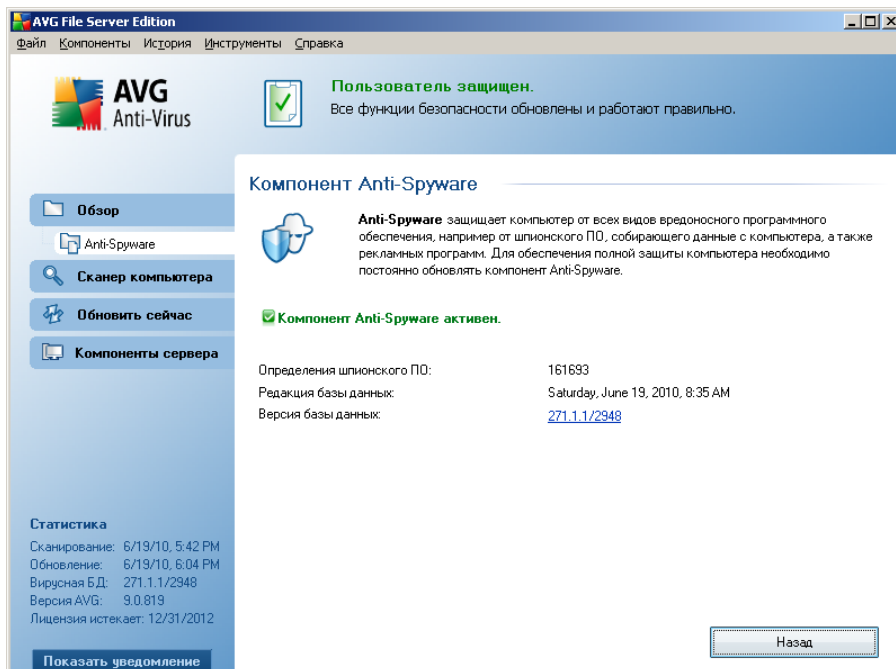 AVG File Server Edition
Файл Компоненты История Инструменты Справка
AVG
Anti-Virus
Пользователь защищен.
Все функции безопасности обновлены и работают правильно.
Обзор
Anti-Spyware
Сканер компьютера
Обновить сейчас
Компоненты сервера
Компонент Anti-Spyware
Anti-Spyware защищает компьютер от всех видов вредоносного программного
обеспечения, например от шпионского ПО, собирающего данные с компьютера, а также
рекламных программ. Для обеспечения полной защиты компьютера необходимо
постоянно обновлять компонент Anti-Spyware.
Компонент Anti-Spyware активен.
Определения шпионского ПО: 161693
Редакция базы данных: Saturday, June 19, 2010, 8:35 AM
Версия базы данных: 271.1.1/2948
Статистика
Сканирование: 6/19/10, 5:42 PM
Обновление: 6/19/10, 6:04 PM
Вирусная БД: 271.1.1/2948
Версия AVG: 9.0.819
Лицензия истекает: 12/31/2012
Показать уведомление
Назад